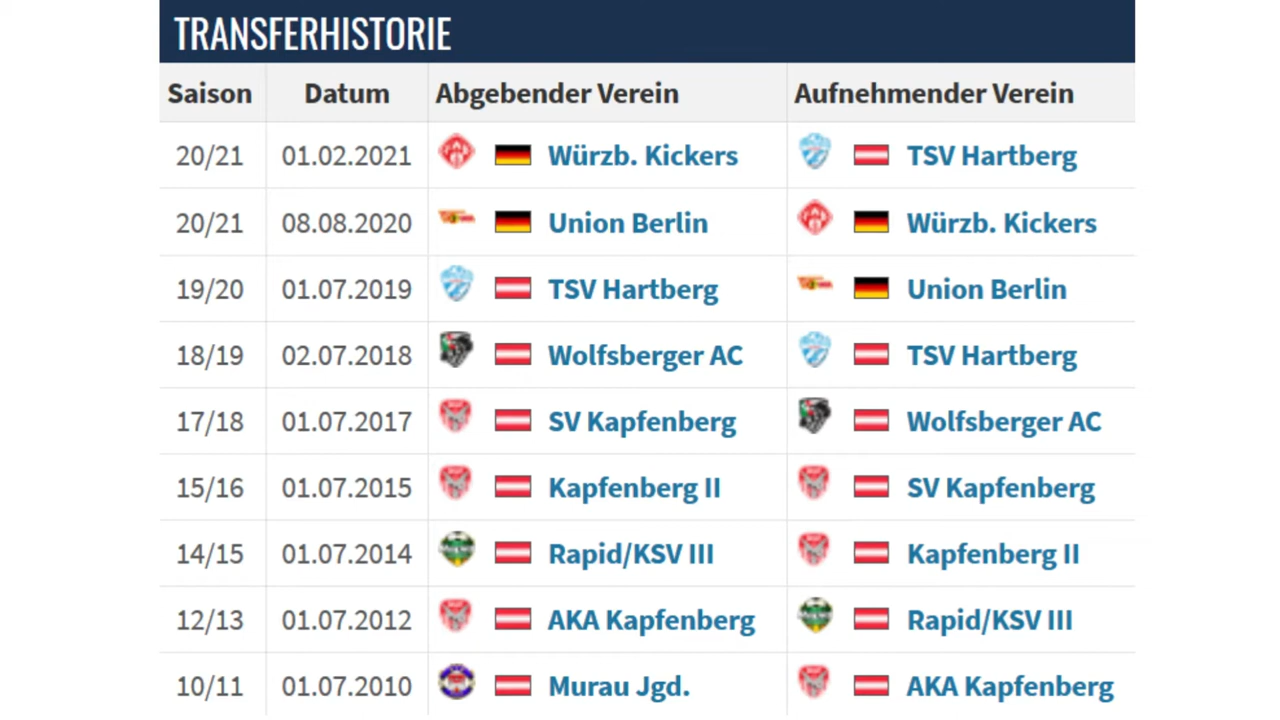 TRANSFERHISTORIE
Saison Datum Abgebender Verein Aufnehmender Verein
20/21 01.02.2021 Würzb. Kickers TSV Hartberg
20/21 08.08.2020 Union Berlin Würzb. Kickers
19/20 01.07.2019 TSV Hartberg Union Berlin
18/19 02.07.2018 Wolfsberger AC TSV Hartberg
17/18 01.07.2017 SV Kapfenberg Wolfsberger AC
15/16 01.07.2015 Kapfenberg II SV Kapfenberg
14/15 01.07.2014 Rapid/KSV III Kapfenberg II
12/13 01.07.2012 AKA Kapfenberg Rapid/KSV III
10/11 01.07.2010 Murau Jgd. AKA Kapfenberg